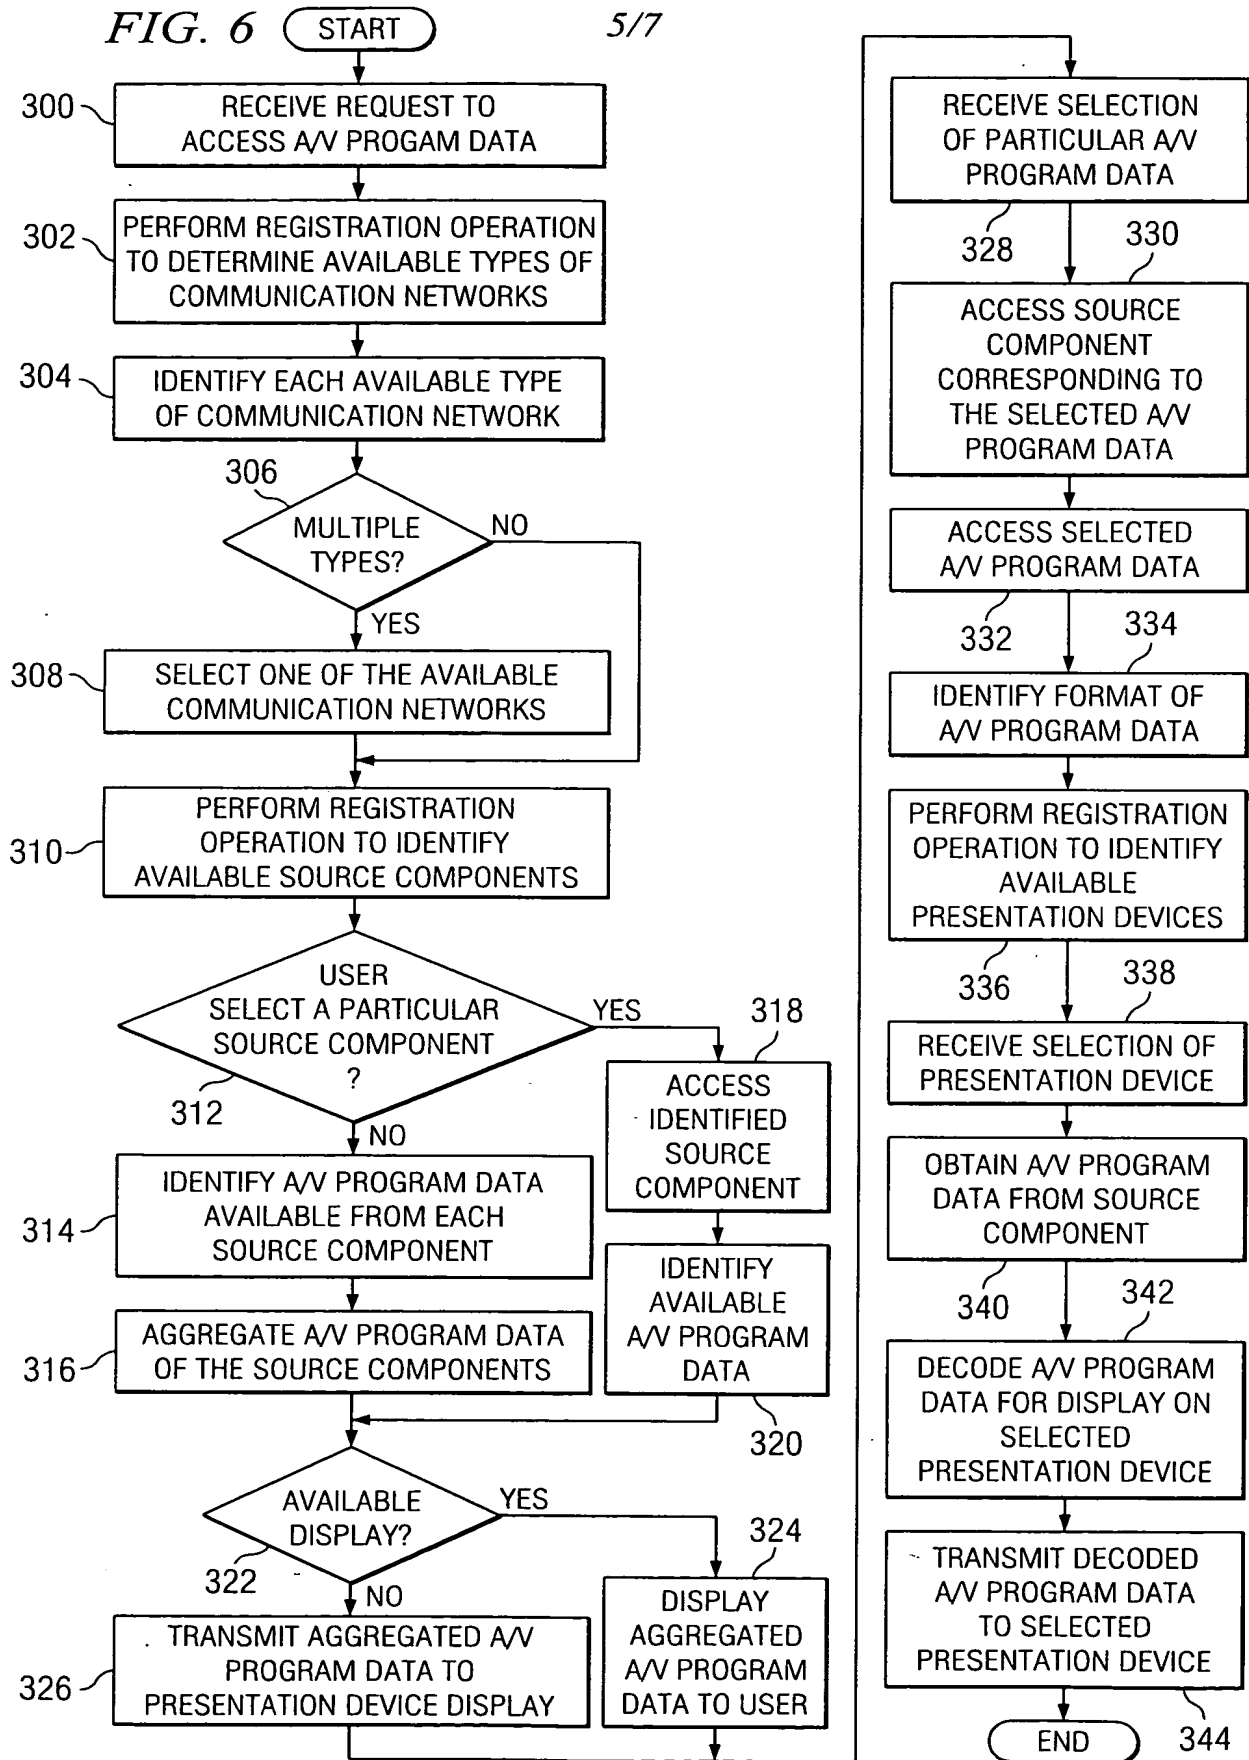 FIG. 6
5/7
START
300
RECEIVE REQUEST TO
ACCESS A/V PROGAM DATA
302
PERFORM REGISTRATION OPERATION
TO DETERMINE AVAILABLE TYPES OF
COMMUNICATION NETWORKS
304
IDENTIFY EACH AVAILABLE TYPE
OF COMMUNICATION NETWORK
306
MULTIPLE
TYPES?
NO
YES
308
SELECT ONE OF THE AVAILABLE
COMMUNICATION NETWORKS
310
PERFORM REGISTRATION
OPERATION TO IDENTIFY
AVAILABLE SOURCE COMPONENTS
USER
SELECT A PARTICULAR
SOURCE COMPONENT
?
312
YES
NO
314
IDENTIFY A/V PROGRAM DATA
AVAILABLE FROM EACH
SOURCE COMPONENT
316
AGGREGATE A/V PROGRAM DATA
OF THE SOURCE COMPONENTS
318
ACCESS
IDENTIFIED
SOURCE
COMPONENT
IDENTIFY
AVAILABLE
A/V PROGRAM
DATA
320
AVAILABLE
DISPLAY?
322
YES
NO
324
DISPLAY
AGGREGATED
A/V PROGRAM
DATA TO USER
326
TRANSMIT AGGREGATED A/V
PROGRAM DATA TO
PRESENTATION DEVICE DISPLAY
RECEIVE SELECTION
OF PARTICULAR A/V
PROGRAM DATA
328
330
ACCESS SOURCE
COMPONENT
CORRESPONDING TO
THE SELECTED A/V
PROGRAM DATA
ACCESS SELECTED
A/V PROGRAM DATA
332
334
IDENTIFY FORMAT OF
A/V PROGRAM DATA
PERFORM REGISTRATION
OPERATION TO IDENTIFY
AVAILABLE
PRESENTATION DEVICES
336
338
RECEIVE SELECTION OF
PRESENTATION DEVICE
OBTAIN A/V PROGRAM
DATA FROM SOURCE
COMPONENT
340
342
DECODE A/V PROGRAM
DATA FOR DISPLAY ON
SELECTED
PRESENTATION DEVICE
TRANSMIT DECODED
A/V PROGRAM DATA
TO SELECTED
PRESENTATION DEVICE
344
END